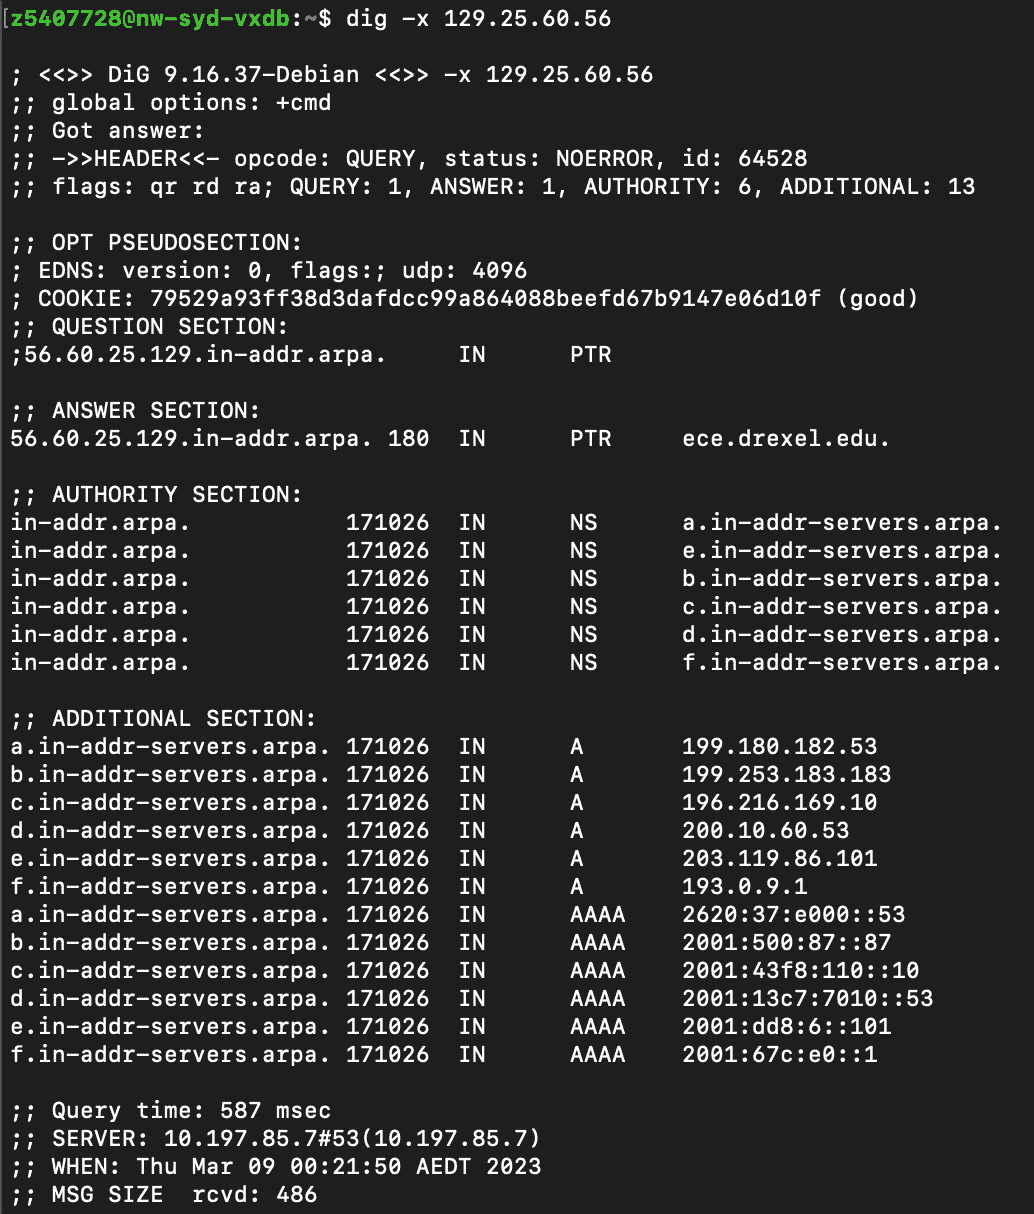 [z5407728@nw-syd-vxdb:~$ dig -x 129.25.60.56
; <<>> DiG 9.16.37-Debian <<>> -x 129.25.60.56
;; global options: +cmd
;; Got answer:
;; ->>HEADER<<- opcode: QUERY, status: NOERROR, id: 64528
;; flags: qr rd ra; QUERY: 1, ANSWER: 1, AUTHORITY: 6, ADDITIONAL: 13
;; OPT PSEUDOSECTION:
; EDNS: version: 0, flags:; udp: 4096
; COOKIE: 79529a93ff38d3dafdcc99a864088beefd67b9147e06d10f (good)
;; QUESTION SECTION:
;56.60.25.129.in-addr.arpa. IN PTR
;; ANSWER SECTION:
56.60.25.129.in-addr.arpa. 180 IN PTR ece.drexel.edu.
;; AUTHORITY SECTION:
in-addr.arpa. 171026 IN NS a.in-addr-servers.arpa.
in-addr.arpa. 171026 IN NS e.in-addr-servers.arpa.
in-addr.arpa. 171026 IN NS b.in-addr-servers.arpa.
in-addr.arpa. 171026 IN NS c.in-addr-servers.arpa.
in-addr.arpa. 171026 IN NS d.in-addr-servers.arpa.
in-addr.arpa. 171026 IN NS f.in-addr-servers.arpa.
;; ADDITIONAL SECTION:
a.in-addr-servers.arpa. 171026 IN A 199.180.182.53
b.in-addr-servers.arpa. 171026 IN A 199.253.183.183
c.in-addr-servers.arpa. 171026 IN A 196.216.169.10
d.in-addr-servers.arpa. 171026 IN A 200.10.60.53
e.in-addr-servers.arpa. 171026 IN A 203.119.86.101
f.in-addr-servers.arpa. 171026 IN A 193.0.9.1
a.in-addr-servers.arpa. 171026 IN AAAA 2620:37:e000::53
b.in-addr-servers.arpa. 171026 IN AAAA 2001:500:87::87
c.in-addr-servers.arpa. 171026 IN AAAA 2001:43f8:110::10
d.in-addr-servers.arpa. 171026 IN AAAA 2001:13c7:7010::53
e.in-addr-servers.arpa. 171026 IN AAAA 2001:dd8:6::101
f.in-addr-servers.arpa. 171026 IN AAAA 2001:67c:e0::1
;; Query time: 587 msec
;; SERVER: 10.197.85.7#53(10.197.85.7)
;; WHEN: Thu Mar 09 00:21:50 AEDT 2023
;; MSG SIZE rcvd: 486